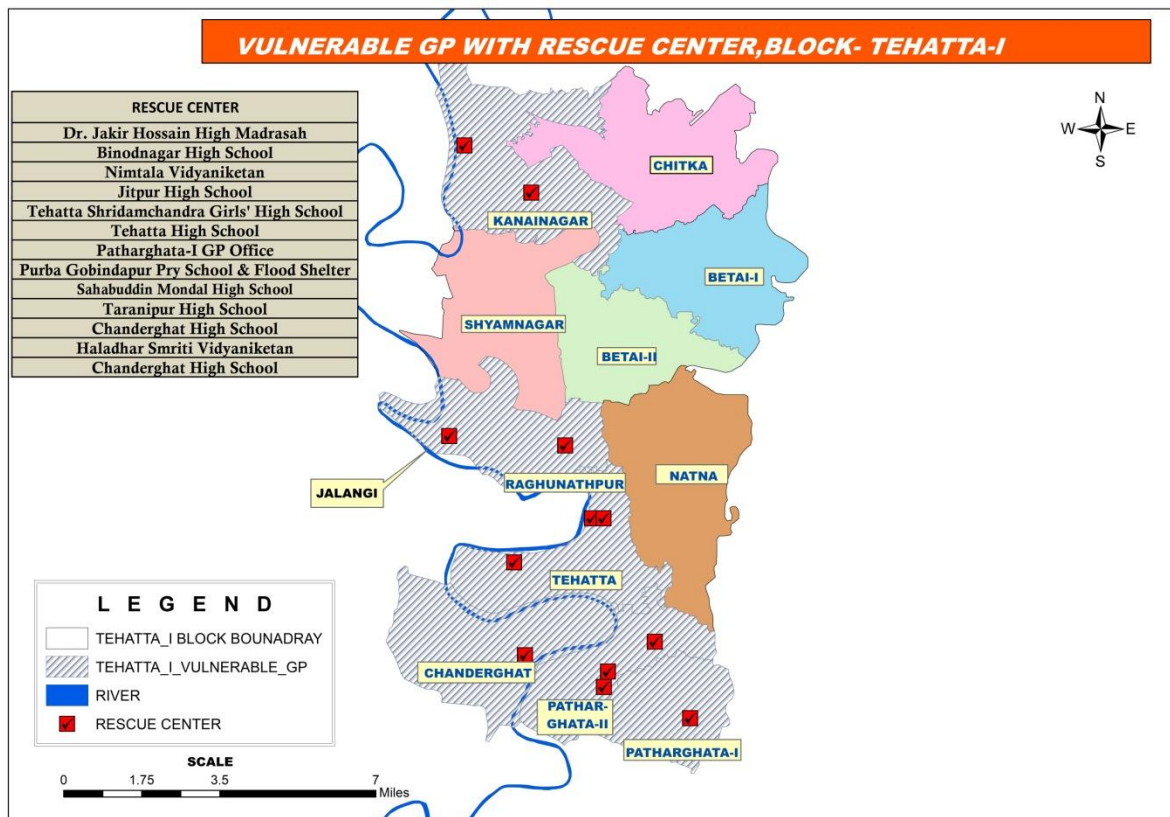 VULNERABLE GP WITH RESCUE CENTER,BLOCK- TEHATTA-I
RESCUE CENTER
Dr. Jakir Hossain High Madrasah
Binodnagar High School
Nimtala Vidyaniketan
Jitpur High School
Tehatta Shridamchandra Girls' High School
Tehatta High School
Patharghata-I GP Office
Purba Gobindapur Pry School & Flood Shelter
Sahabuddin Mondal High School
Taranipur High School
Chanderghat High School
Haladhar Smriti Vidyaniketan
Chanderghat High School
N
W E
S
CHITKA
KANAINAGAR
BETAI-I
SHYAMNAGAR
BETAI-II
RAGHUNATHPUR
NATNA
JALANGI
TEHATTA
CHANDERGHAT
PATHAR-
GHATA-II
PATHARGHATA-I
LEGEND
TEHATTA_I BLOCK BOUNADRAY
TEHATTA_I_VULNERABLE_GP
RIVER
RESCUE CENTER
SCALE
0 1.75 3.5 7
Miles